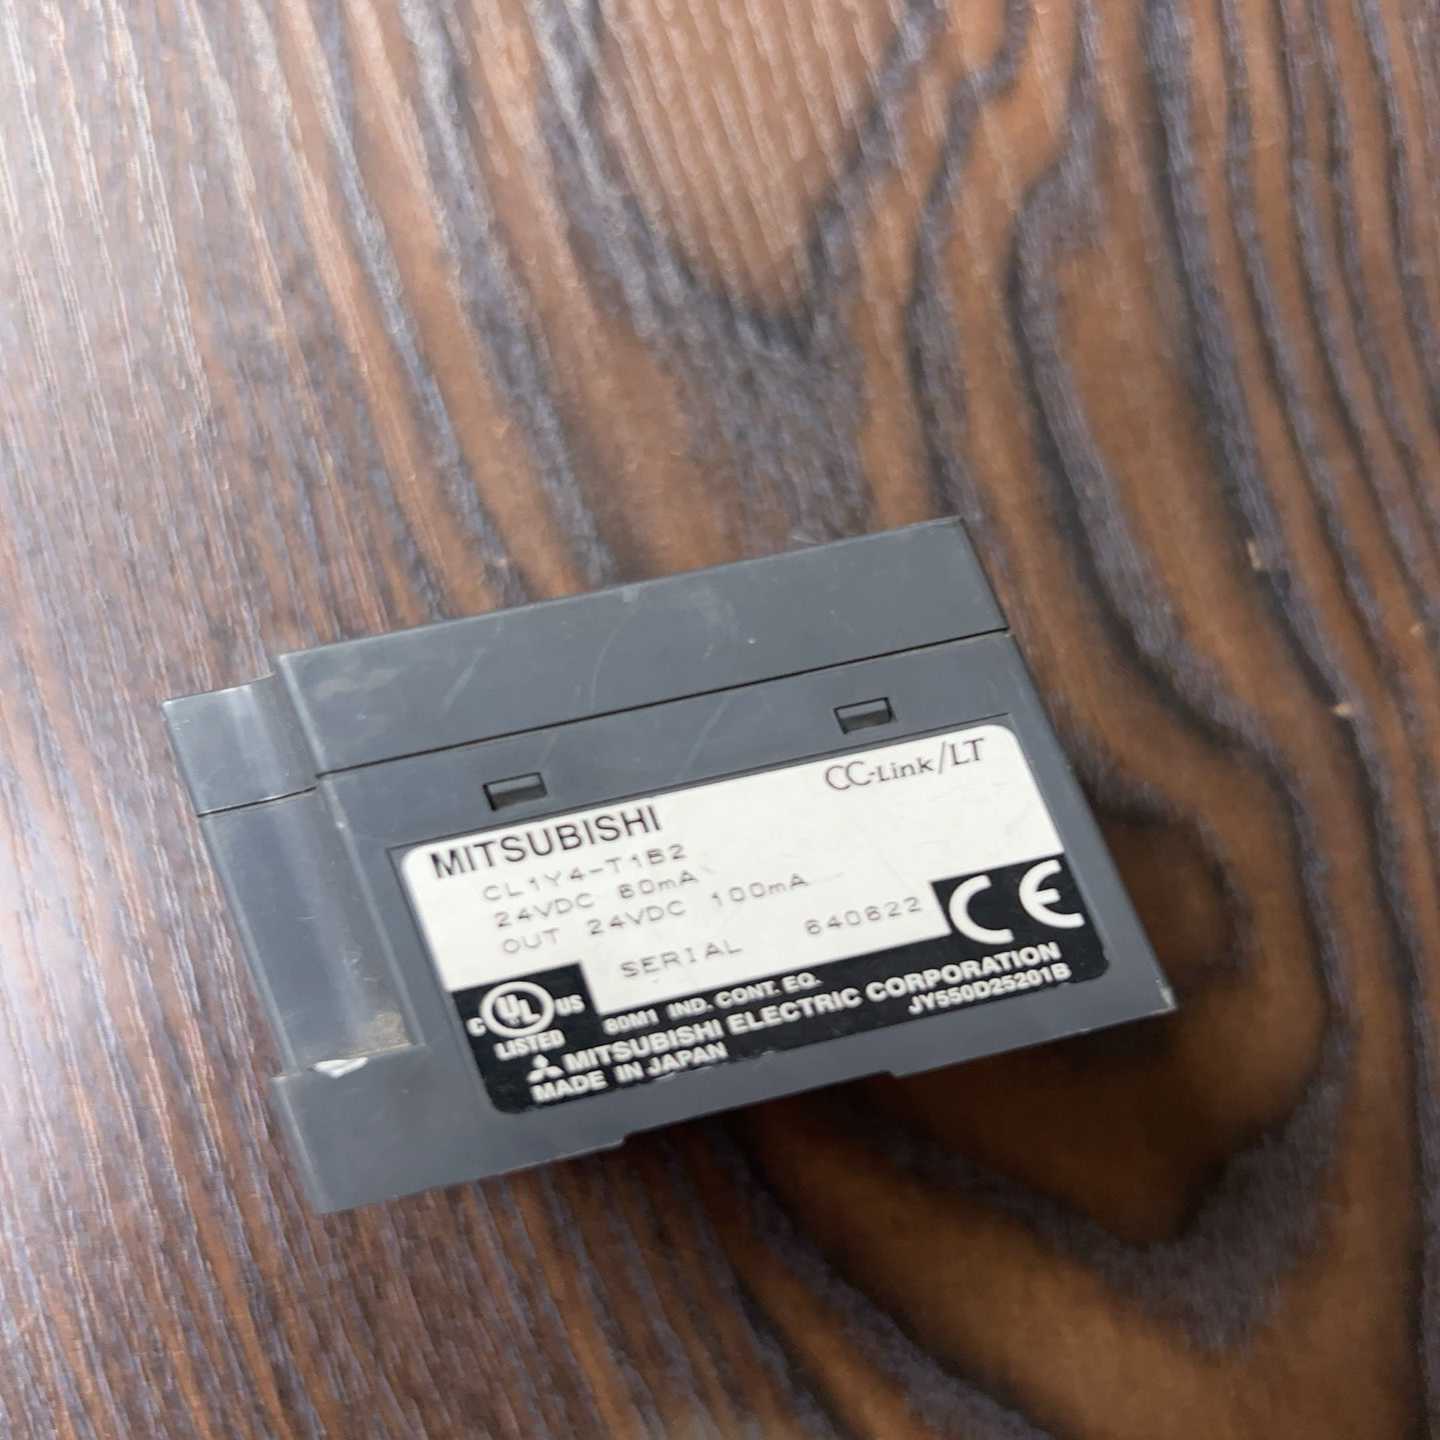 CC-Link/LT
MITSUBISHI
CL1Y4-T1B2
24VDC 60mA
OUT 24VDC 100mA
SERIAL 640622
CE
C UL US
LISTED
80M1 IND. CONT. EQ.
MITSUBISHI ELECTRIC CORPORATION
MADE IN JAPAN
JY550D25201B